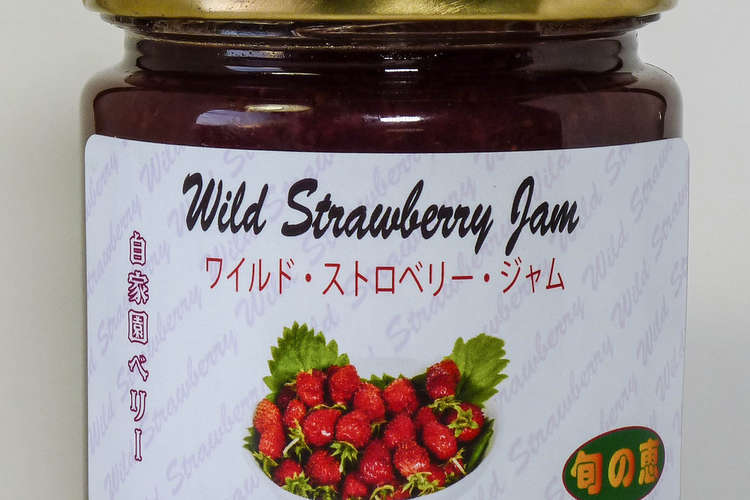 Wild Strawberry Jam
ワイルド・ストロベリー・ジャム
自家園ベリー
旬の恵